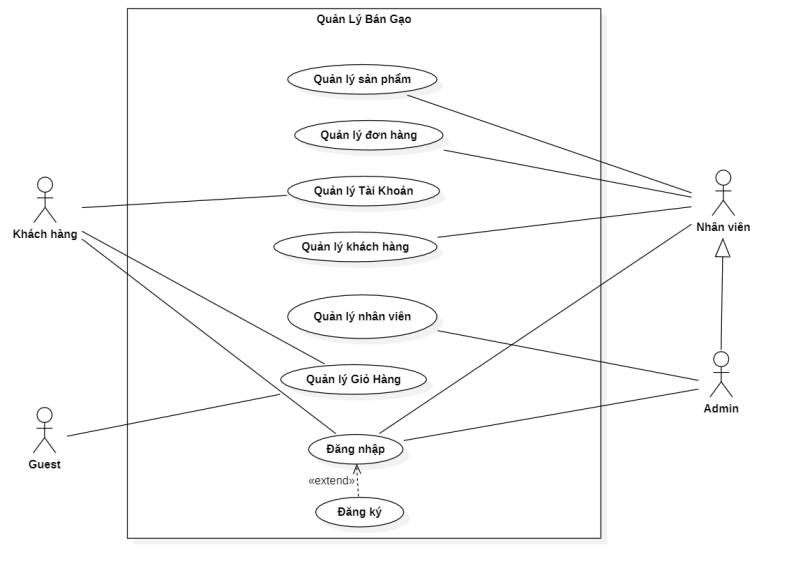 Quản Lý Bán Gạo
Quản lý sản phẩm
Quản lý đơn hàng
Quản lý Tài Khoản
Khách hàng
Nhân viên
Quản lý khách hàng
Quản lý nhân viên
Quản lý Giỏ Hàng
Admin
Đăng nhập
Guest
«extend»
Đăng ký